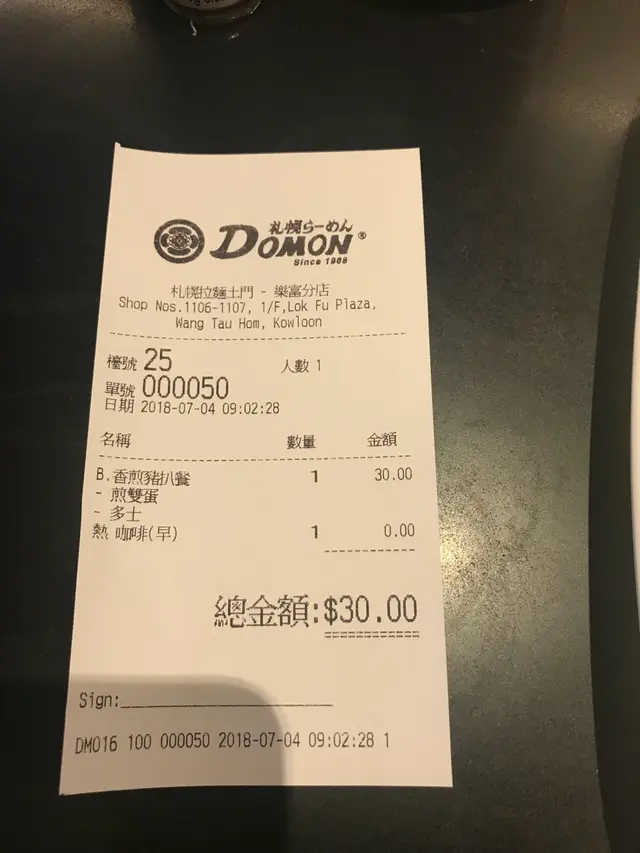 札幌らーめん
DOMON®
Since 1968
札幌拉麵土門 - 樂富分店
Shop Nos.1106-1107, 1/F,Lok Fu Plaza,
Wang Tau Hom, Kowloon
檯號 25 人數 1
單號 000050
日期 2018-07-04 09:02:28
名稱 數量 金額
B.香煎豬扒餐 1 30.00
- 煎雙蛋
- 多士
熱 咖啡(早) 1 0.00
總金額:$30.00
Sign:
DM016 100 000050 2018-07-04 09:02:28 1